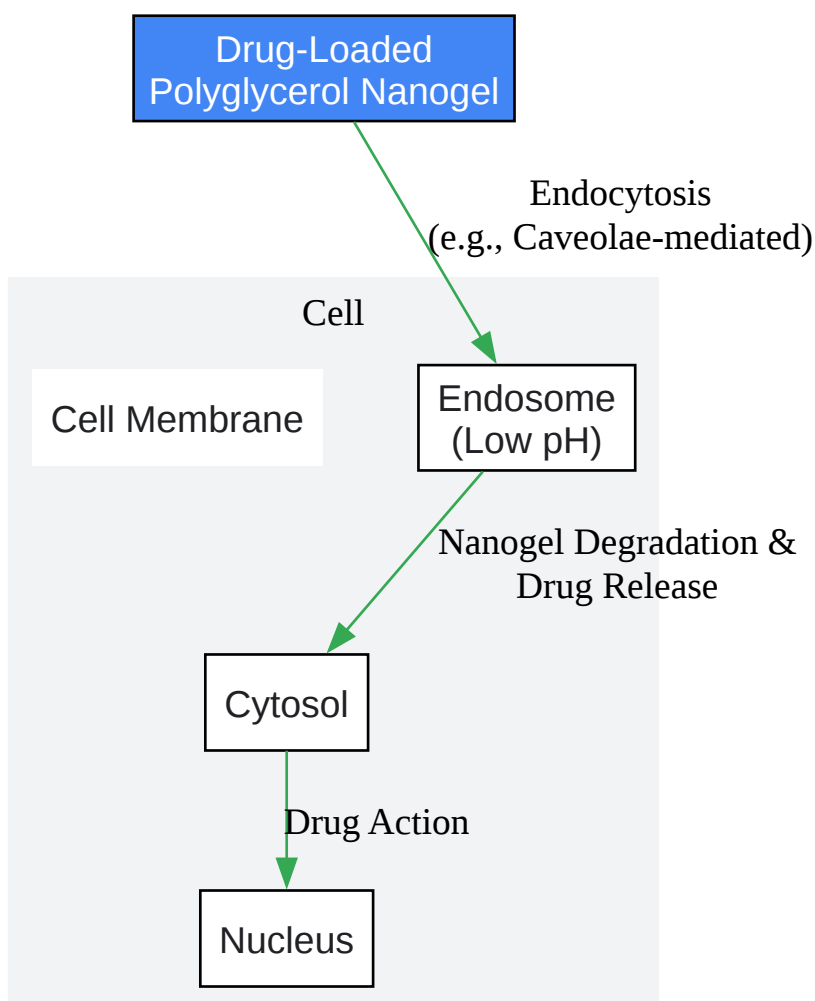 Drug-Loaded
Polyglycerol Nanogel
Endocytosis
(e.g., Caveolae-mediated)
Cell
Cell Membrane
Endosome
(Low pH)
Nanogel Degradation &
Drug Release
Cytosol
Drug Action
Nucleus